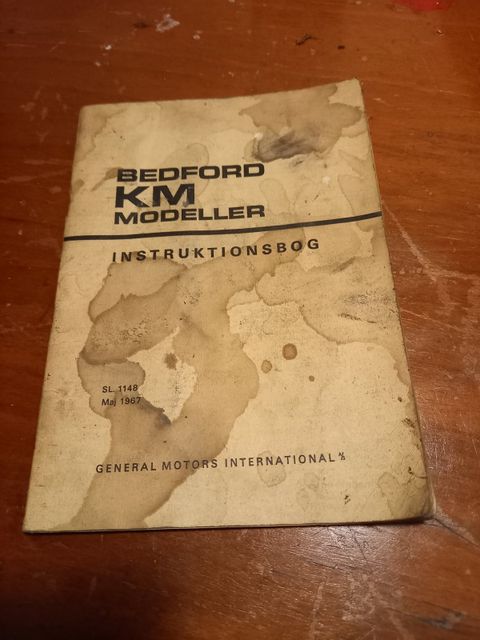 BEDFORD
KM
MODELLER
INSTRUKTIONSBOG
SL. 1148
Maj 1967
GENERAL MOTORS INTERNATIONAL A/S